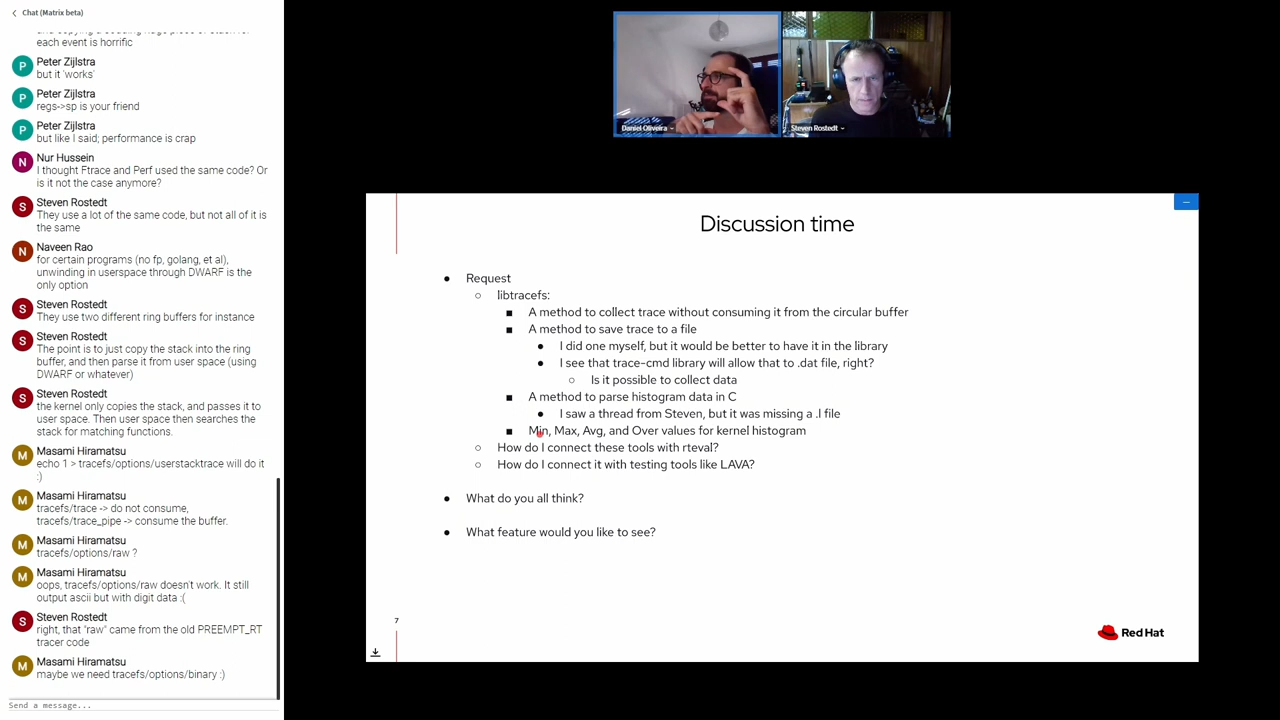 Chat (Matrix beta)
each event is horrific
Peter Zijlstra
but it 'works'
Peter Zijlstra
regs->sp is your friend
Peter Zijlstra
but like I said; performance is crap
Nur Hussein
I thought Ftrace and Perf used the same code? Or
is it not the case anymore?
Steven Rostedt
They use a lot of the same code, but not all of it is
the same
Naveen Rao
for certain programs (no fp, golang, et al),
unwinding in userspace through DWARF is the
only option
Steven Rostedt
They use two different ring buffers for instance
Steven Rostedt
The point is to just copy the stack into the ring
buffer, and then parse it from user space (using
DWARF or whatever)
Steven Rostedt
the kernel only copies the stack, and passes it to
user space. Then user space then searches the
stack for matching functions.
Masami Hiramatsu
echo 1 > tracefs/options/userstacktrace will do it
:)
Masami Hiramatsu
tracefs/trace -> do not consume,
tracefs/trace_pipe -> consume the buffer.
Masami Hiramatsu
tracefs/options/raw ?
Masami Hiramatsu
oops, tracefs/options/raw doesn't work. It still
output ascii but with digit data :(
Steven Rostedt
right, that "raw" came from the old PREEMPT_RT
tracer code
Masami Hiramatsu
maybe we need tracefs/options/binary :)
Send a message...
Daniel Oliveira
Steven Rostedt
Discussion time
Request
libtracefs:
A method to collect trace without consuming it from the circular buffer
A method to save trace to a file
I did one myself, but it would be better to have it in the library
I see that trace-cmd library will allow that to .dat file, right?
Is it possible to collect data
A method to parse histogram data in C
I saw a thread from Steven, but it was missing a .l file
Min, Max, Avg, and Over values for kernel histogram
How do I connect these tools with rteval?
How do I connect it with testing tools like LAVA?
What do you all think?
What feature would you like to see?
7
Red Hat